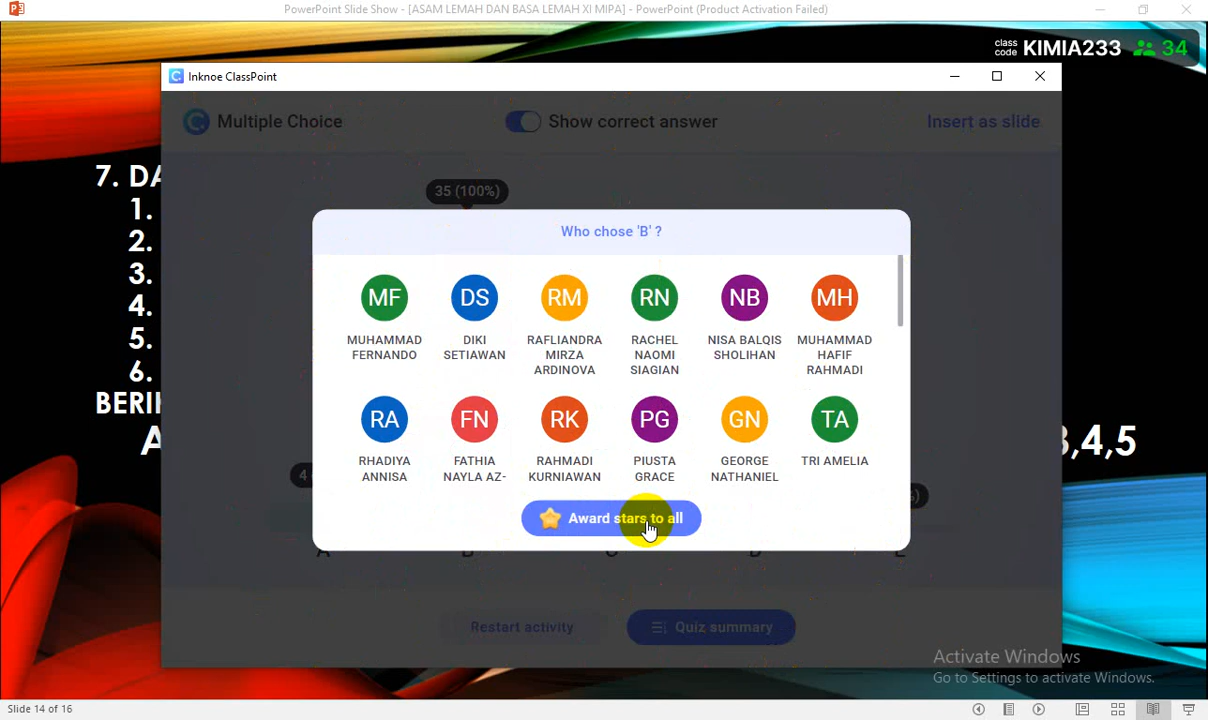 PowerPoint Slide Show - [ASAM LEMAH DAN BASA LEMAH XI MIPA] - PowerPoint (Product Activation Failed)
class code KIMIA233 34
Inknoe ClassPoint
Multiple Choice Show correct answer Insert as slide
7. DA
35 (100%)
1.
2.
3.
4.
5.
6.
BERI
A 3,4,5
Who chose 'B' ?
MF DS RM RN NB MH
MUHAMMAD FERNANDO
DIKI SETIAWAN
RAFLIANDRA MIRZA ARDINOVA
RACHEL NAOMI SIAGIAN
NISA BALQIS SHOLIHAN
MUHAMMAD HAFIF RAHMADI
RA FN RK PG GN TA
RHADIYA ANNISA
FATHIA NAYLA AZ-
RAHMADI KURNIAWAN
PIUSTA GRACE
GEORGE NATHANIEL
TRI AMELIA
Award stars to all
Restart activity Quiz summary
Activate Windows
Go to Settings to activate Windows.
Slide 14 of 16